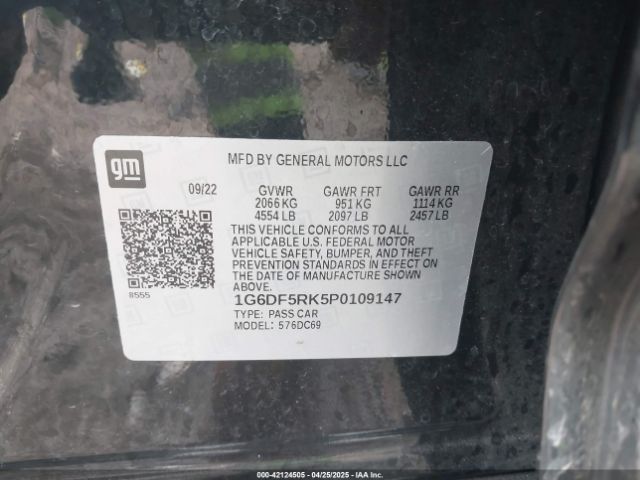 gm
MFD BY GENERAL MOTORS LLC
09/22 GVWR GAWR FRT GAWR RR
2066 KG 951 KG 1114 KG
4554 LB 2097 LB 2457 LB
THIS VEHICLE CONFORMS TO ALL
APPLICABLE U.S. FEDERAL MOTOR
VEHICLE SAFETY, BUMPER, AND THEFT
PREVENTION STANDARDS IN EFFECT ON
THE DATE OF MANUFACTURE SHOWN
ABOVE.
8555
1G6DF5RK5P0109147
TYPE: PASS CAR
MODEL: 576DC69
000-42124505 - 04/25/2025 - IAAI.COM